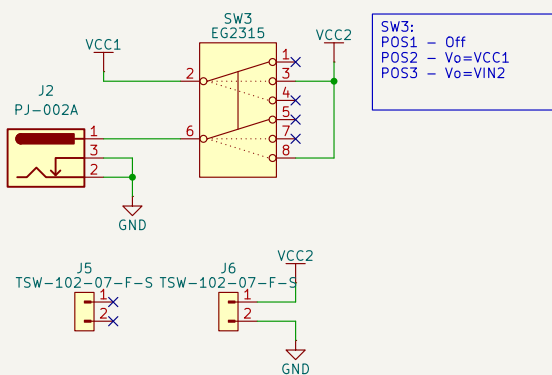 SW3
EG2315
VCC1
VCC2
1
2
3
4
5
6
7
8
SW3:
POS1 - Off
POS2 - Vo=VCC1
POS3 - Vo=VIN2
J2
PJ-002A
1
3
2
GND
J5
TSW-102-07-F-S
1
2
J6
TSW-102-07-F-S
1
2
VCC2
GND